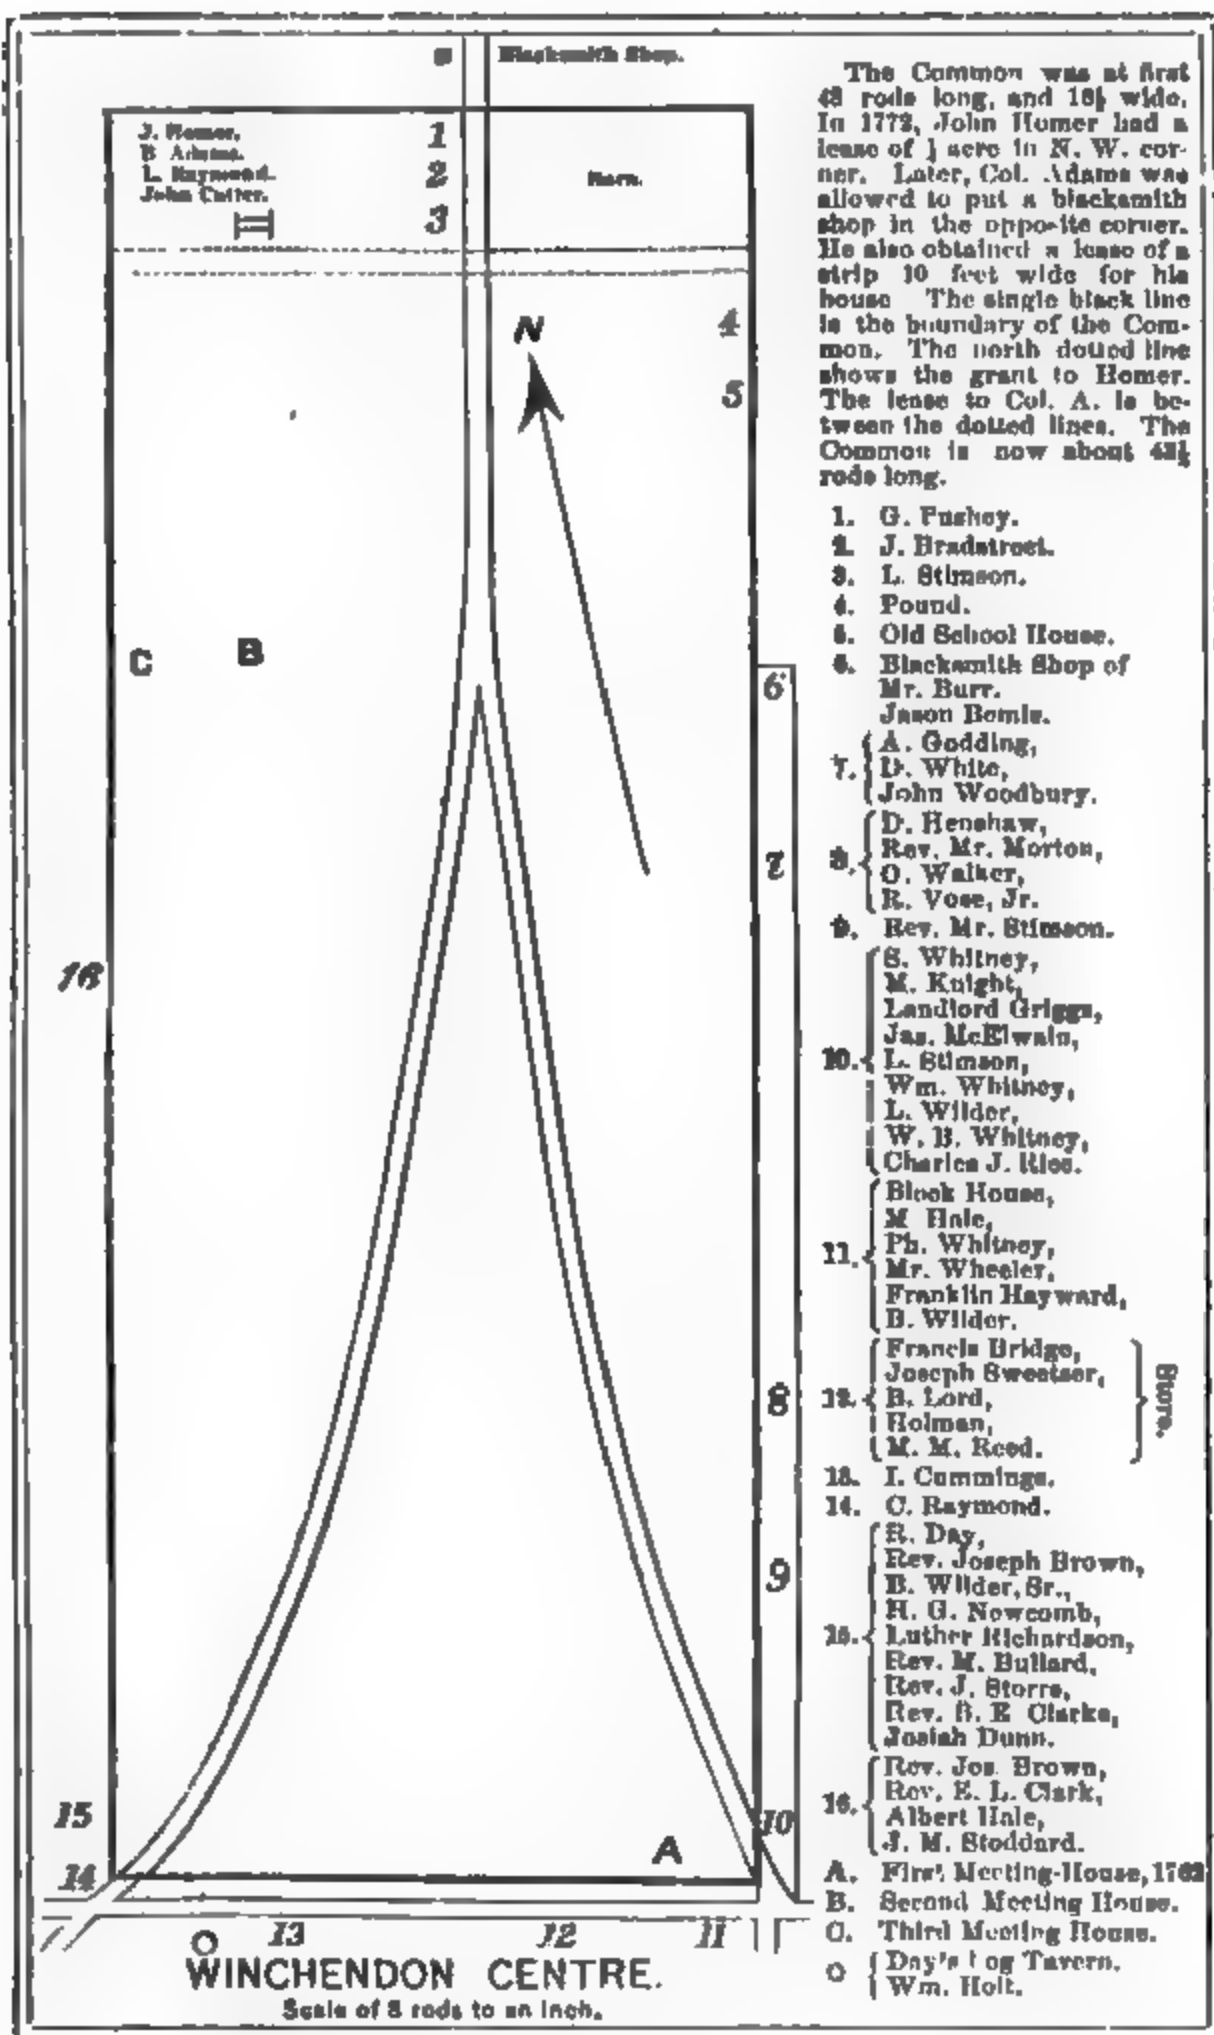 Blacksmith Shop.
J. Homer.
B Adams.
L. Raymond.
John Cutter.
1
2
3
Barn.
N
4
5
C
B
6
7
16
8
9
15
10
A
14
O
13
12
11
WINCHENDON CENTRE.
Scale of 8 rods to an inch.
The Common was at first
rods long, and wide.
In 1772, John Homer had a
lease of acre in N. W. cor-
ner. Later, Col. Adams was
allowed to put a blacksmith
shop in the opposite corner.
He also obtained a lease of a
strip 10 feet wide for his
house The single black line
is the boundary of the Com-
mon. The north dotted line
shows the grant to Homer.
The lease to Col. A. is be-
tween the dotted lines. The
Common is now about
rods long.
1. G. Pushey.
2. J. Bradstreet.
3. L. Stimson.
4. Pound.
5. Old School House.
6. Blacksmith Shop of
Mr. Burr.
Jason Bemis.
7. A. Godding,
D. White,
John Woodbury.
8. D. Henshaw,
Rev. Mr. Morton,
O. Walker,
R. Vose, Jr.
9. Rev. Mr. Stimson.
10. S. Whitney,
M. Knight,
Landlord Griggs,
Jas. McElwain,
L. Stimson,
Wm. Whitney,
L. Wilder,
W. B. Whitney,
Charles J. Rice.
11. Block House,
M Hale,
Ph. Whitney,
Mr. Wheeler,
Franklin Hayward,
B. Wilder.
12. Francis Bridge,
Joseph Sweetser,
B. Lord,
Holman,
M. M. Reed.
Store.
13. I. Cummings.
14. C. Raymond.
15. R. Day,
Rev. Joseph Brown,
B. Wilder, Sr.,
H. G. Newcomb,
Luther Richardson,
Rev. M. Bullard,
Rev. J. Storrs,
Rev. B. F. Clarke,
Josiah Dunn.
16. Rev. Jos. Brown,
Rev. E. L. Clark,
Albert Hale,
J. M. Stoddard.
A. First Meeting-House, 1762
B. Second Meeting House.
C. Third Meeting House.
O Day's Log Tavern.
Wm. Holt.